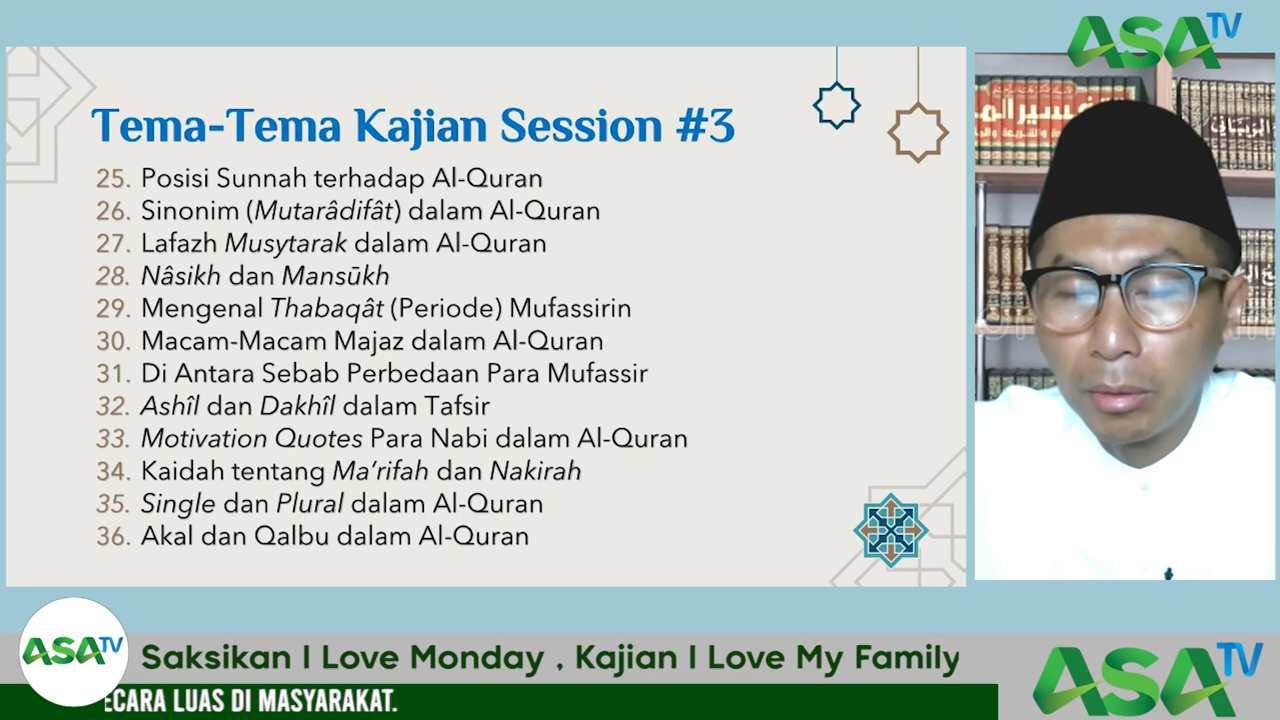 ASA TV
Tema-Tema Kajian Session #3
25. Posisi Sunnah terhadap Al-Quran
26. Sinonim (Mutarâdifât) dalam Al-Quran
27. Lafazh Musytarak dalam Al-Quran
28. Nâsikh dan Mansūkh
29. Mengenal Thabaqât (Periode) Mufassirin
30. Macam-Macam Majaz dalam Al-Quran
31. Di Antara Sebab Perbedaan Para Mufassir
32. Ashîl dan Dakhîl dalam Tafsir
33. Motivation Quotes Para Nabi dalam Al-Quran
34. Kaidah tentang Ma’rifah dan Nakirah
35. Single dan Plural dalam Al-Quran
36. Akal dan Qalbu dalam Al-Quran
ASA TV
Saksikan I Love Monday , Kajian I Love My Family
ASA TV
ECARA LUAS DI MASYARAKAT.